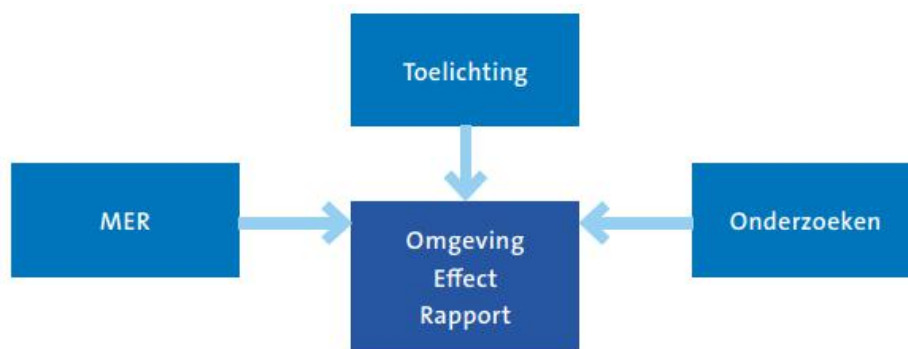 Toelichting
MER
Onderzoeken
Omgeving
Effect
Rapport